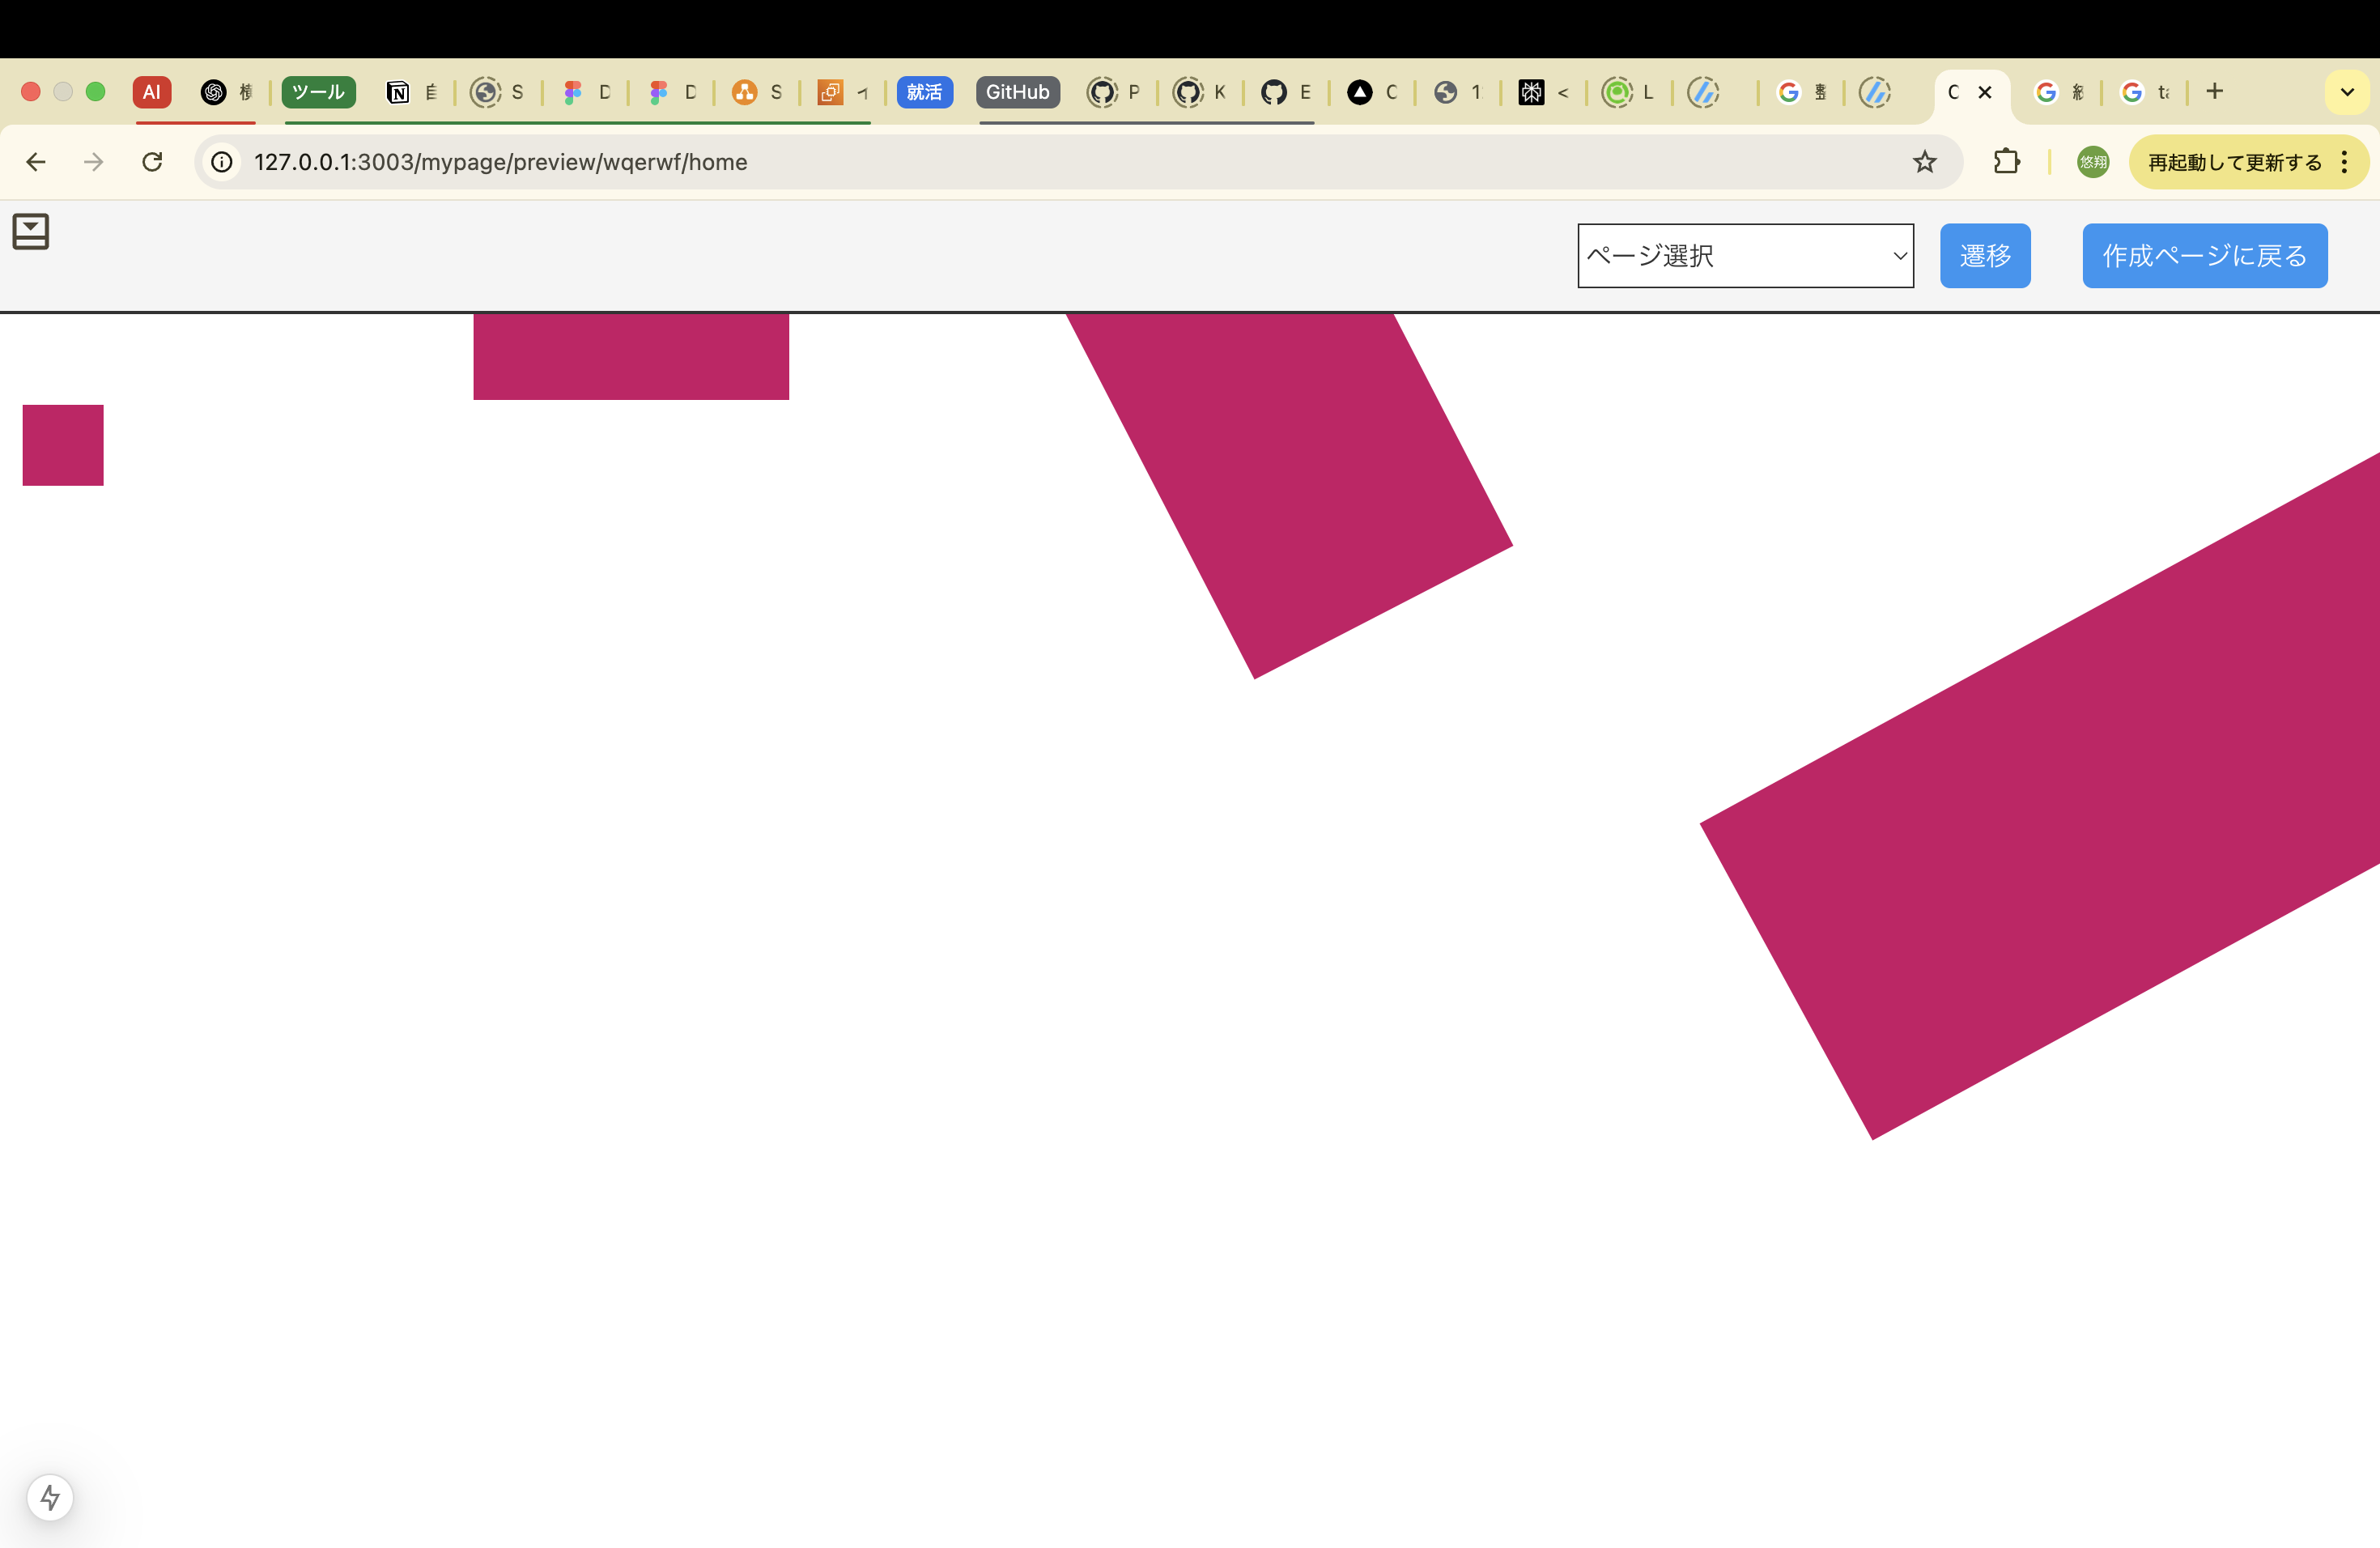 AI
ツール
S
D
D
S
就活
GitHub
P
K
E
C
1
<
L
C
127.0.0.1:3003/mypage/preview/wqerwf/home
悠翔
再起動して更新する
ページ選択
遷移
作成ページに戻る